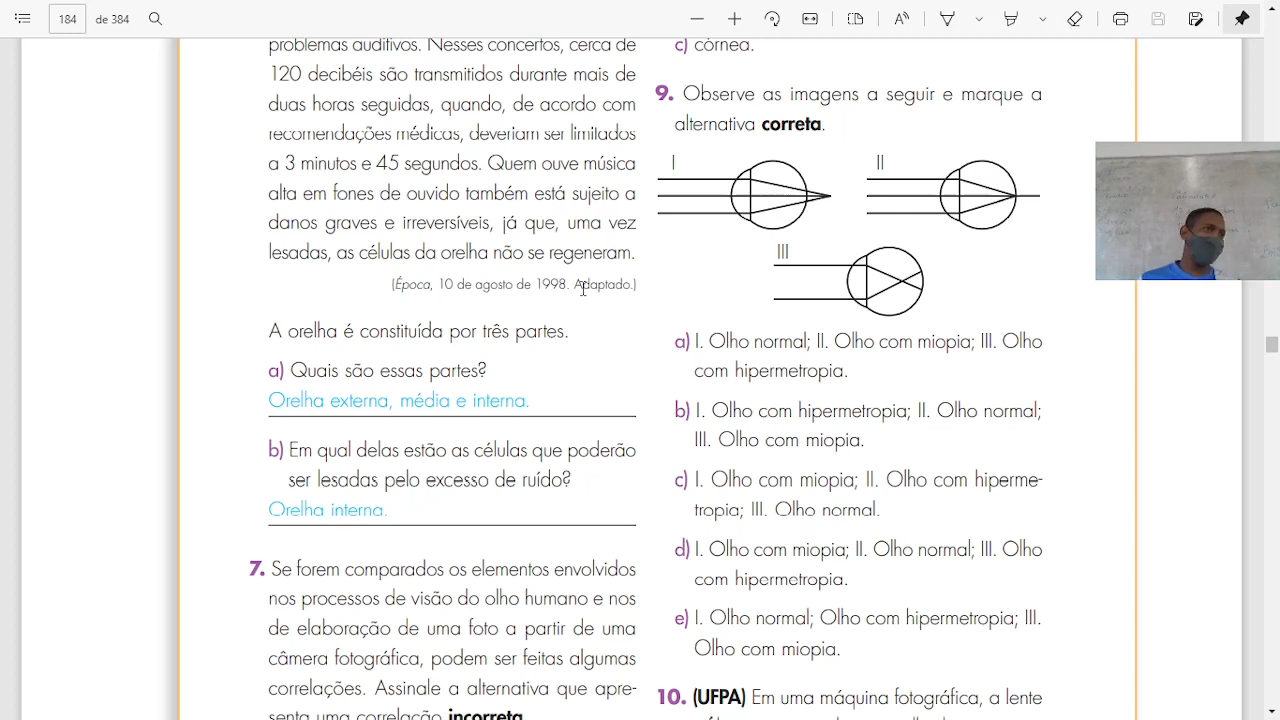 184
de 384
problemas auditivos. Nesses concertos, cerca de
120 decibéis são transmitidos durante mais de
duas horas seguidas, quando, de acordo com
recomendações médicas, deveriam ser limitados
a 3 minutos e 45 segundos. Quem ouve música
alta em fones de ouvido também está sujeito a
danos graves e irreversíveis, já que, uma vez
lesadas, as células da orelha não se regeneram.
(Época, 10 de agosto de 1998. Adaptado.)
A orelha é constituída por três partes.
a) Quais são essas partes?
Orelha externa, média e interna.
b) Em qual delas estão as células que poderão
ser lesadas pelo excesso de ruído?
Orelha interna.
7. Se forem comparados os elementos envolvidos
nos processos de visão do olho humano e nos
de elaboração de uma foto a partir de uma
câmera fotográfica, podem ser feitas algumas
correlações. Assinale a alternativa que apre-
senta uma correlação incorreta.
c) córnea.
9. Observe as imagens a seguir e marque a
alternativa correta.
I
II
III
a) I. Olho normal; II. Olho com miopia; III. Olho
com hipermetropia.
b) I. Olho com hipermetropia; II. Olho normal;
III. Olho com miopia.
c) I. Olho com miopia; II. Olho com hiperme-
tropia; III. Olho normal.
d) I. Olho com miopia; II. Olho normal; III. Olho
com hipermetropia.
e) I. Olho normal; Olho com hipermetropia; III.
Olho com miopia.
10. (UFPA) Em uma máquina fotográfica, a lente